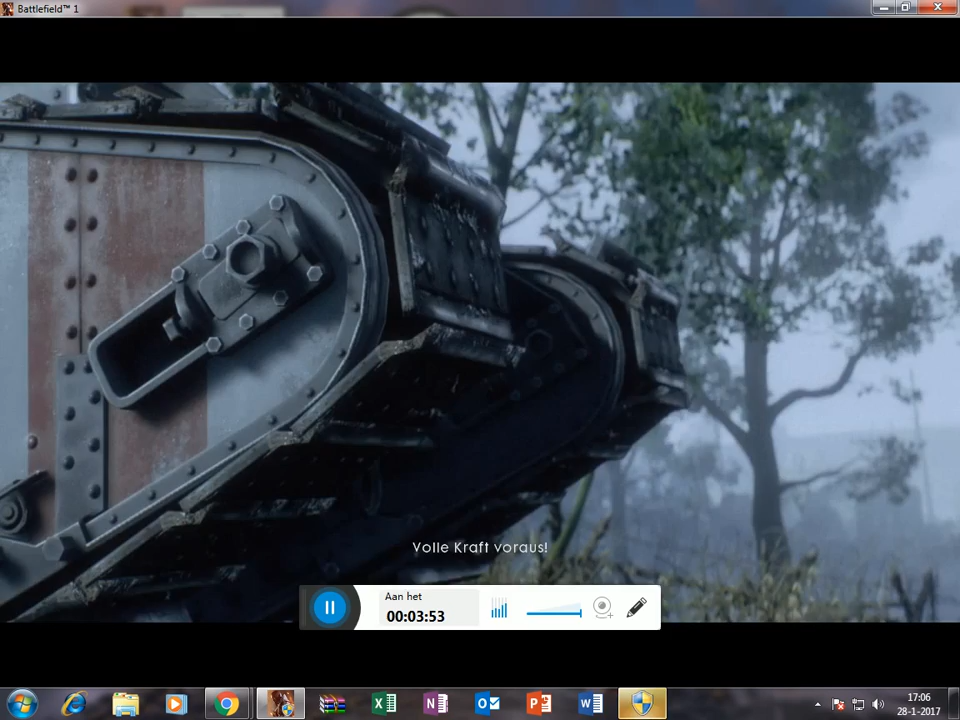 Battlefield™ 1
Volle Kraft voraus!
Aan het
00:03:53
17:06
28-1-2017